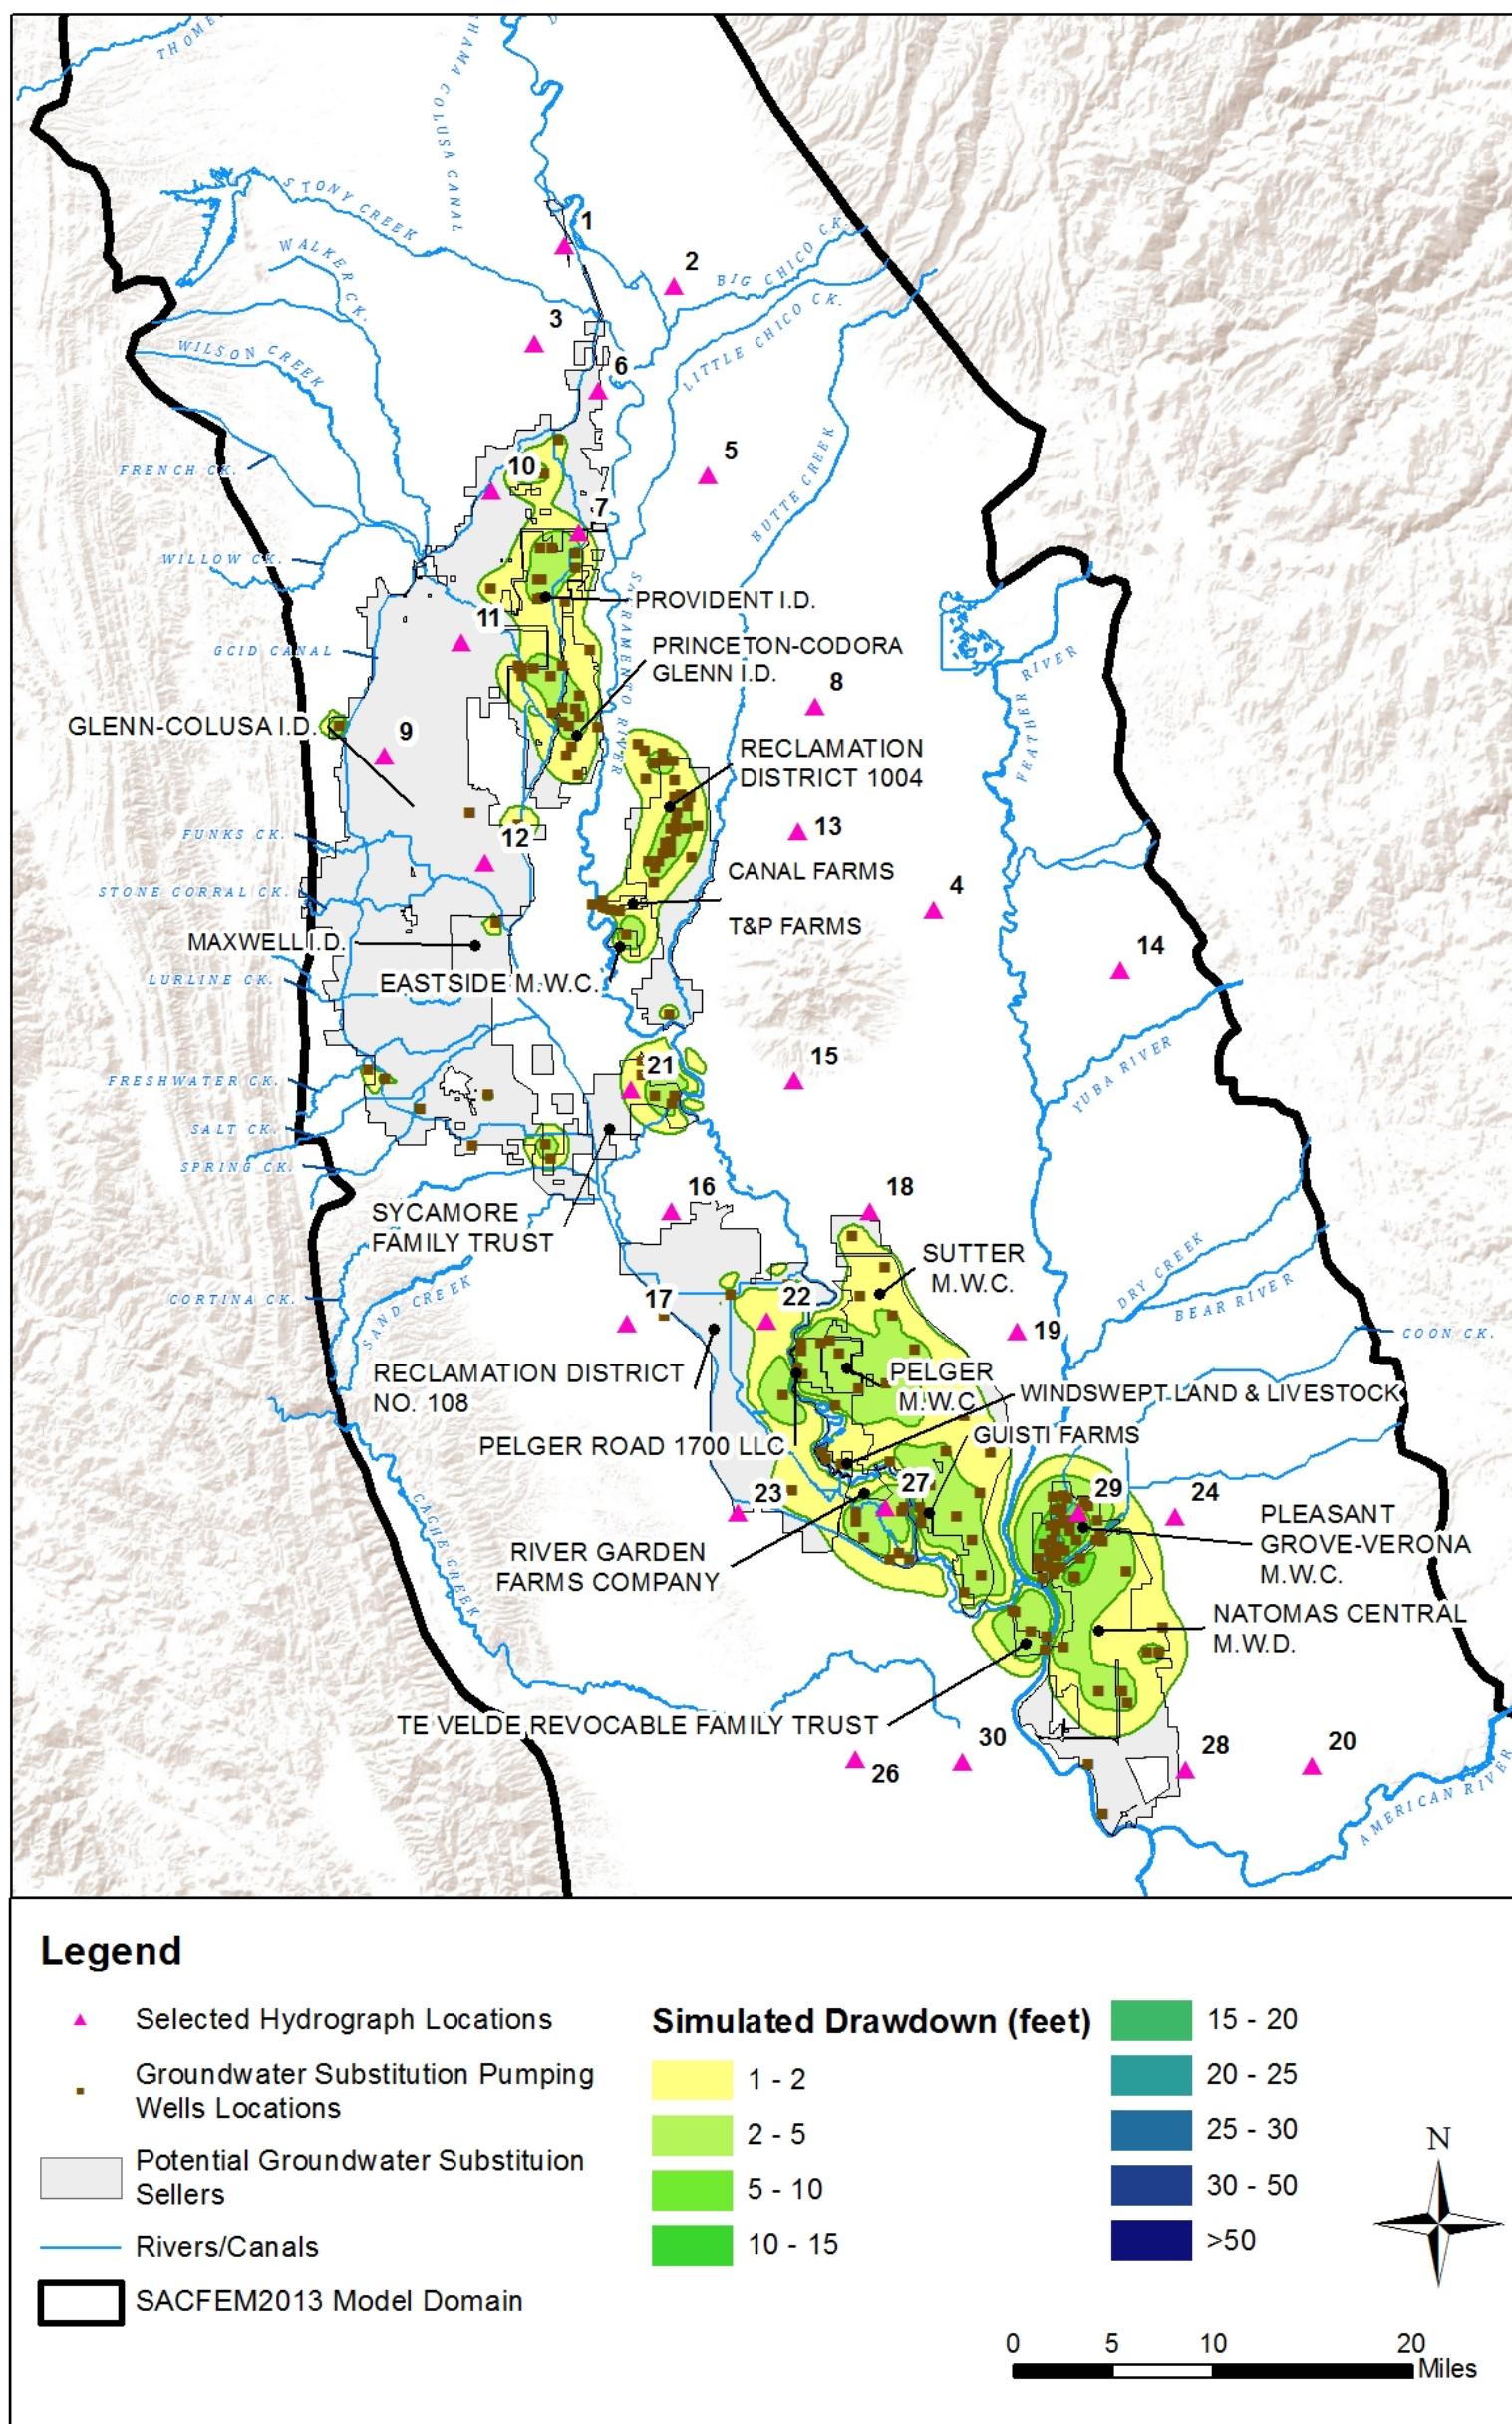 THOMES
TEHAMA COLUSA CANAL
STONY CREEK
WALKER CK.
WILSON CREEK
BIG CHICO CK.
LITTLE CHICO CK.
1
2
3
6
5
10
7
FRENCH CK.
BUTTE CREEK
WILLOW CK.
SACRAMENTO RIVER
PROVIDENT I.D.
11
GCID CANAL
PRINCETON-CODORA
GLENN I.D.
FEATHER RIVER
8
GLENN-COLUSA I.D.
9
RECLAMATION
DISTRICT 1004
FUNKS CK.
12
13
CANAL FARMS
STONE CORRAL CK.
4
T&P FARMS
MAXWELL I.D.
14
LURLINE CK.
EASTSIDE M.W.C.
21
15
YUBA RIVER
FRESHWATER CK.
SALT CK.
SPRING CK.
SYCAMORE
FAMILY TRUST
16
18
SUTTER
M.W.C.
DRY CREEK
BEAR RIVER
CORTINA CK.
SAND CREEK
17
22
19
COON CK.
RECLAMATION DISTRICT
NO. 108
PELGER
M.W.C
WINDSWEPT LAND & LIVESTOCK
GUISTI FARMS
PELGER ROAD 1700 LLC
23
27
29
24
CACHE CREEK
PLEASANT
GROVE-VERONA
M.W.C.
RIVER GARDEN
FARMS COMPANY
NATOMAS CENTRAL
M.W.D.
TE VELDE REVOCABLE FAMILY TRUST
26
30
28
20
AMERICAN RIVER
Legend
Selected Hydrograph Locations
Groundwater Substitution Pumping
Wells Locations
Potential Groundwater Substituion
Sellers
Rivers/Canals
SACFEM2013 Model Domain
Simulated Drawdown (feet)
1 - 2
2 - 5
5 - 10
10 - 15
15 - 20
20 - 25
25 - 30
30 - 50
>50
N
0 5 10 20
Miles